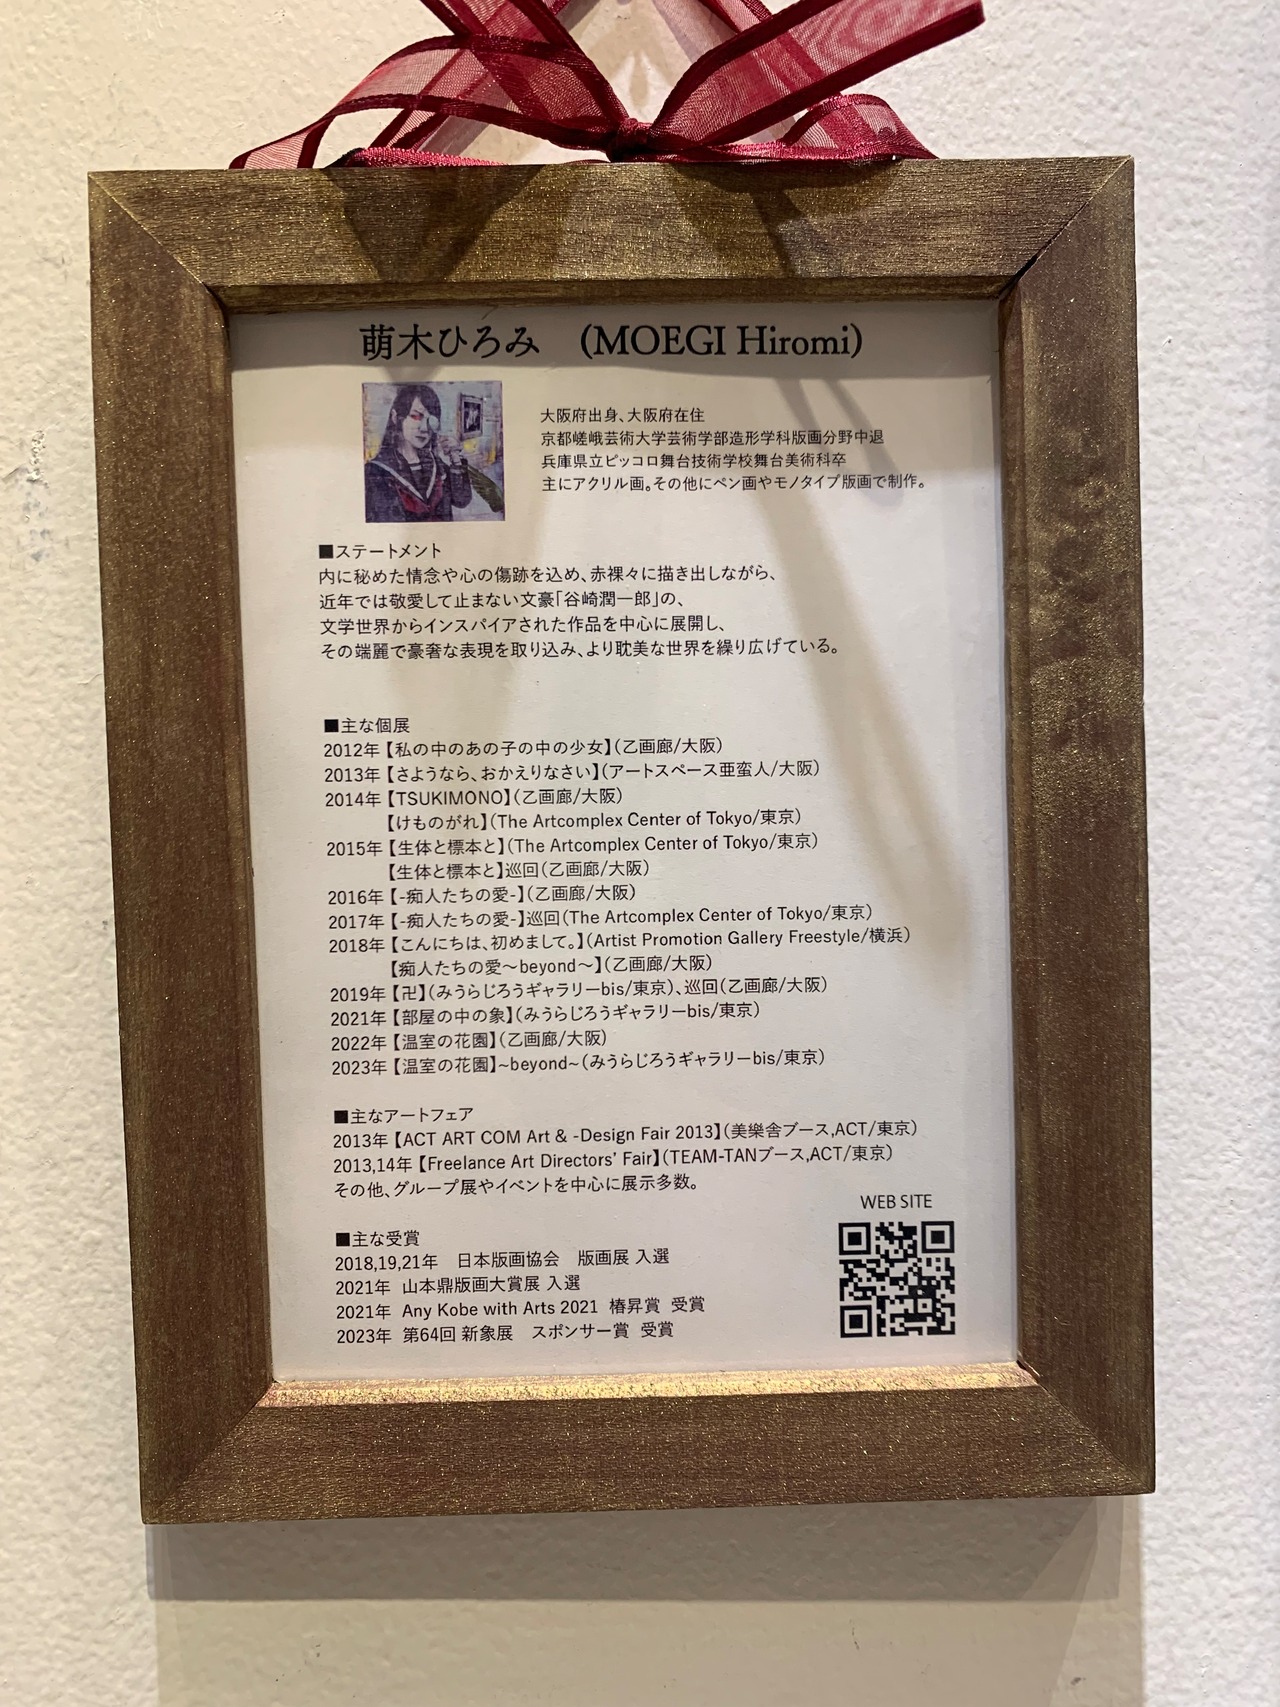 萌木ひろみ　(MOEGI Hiromi)
大阪府出身、大阪府在住
京都嵯峨芸術大学芸術学部造形学科版画分野中退
兵庫県立ピッコロ舞台技術学校舞台美術科卒
主にアクリル画。その他にペン画やモノタイプ版画で制作。
■ステートメント
内に秘めた情念や心の傷跡を込め、赤裸々に描き出しながら、
近年では敬愛して止まない文豪「谷崎潤一郎」の、
文学世界からインスパイアされた作品を中心に展開し、
その端麗で豪奢な表現を取り込み、より耽美な世界を繰り広げている。
■主な個展
2012年【私の中のあの子の中の少女】(乙画廊/大阪)
2013年【さようなら、おかえりなさい】(アートスペース亜蛮人/大阪)
2014年【TSUKIMONO】(乙画廊/大阪)
【けものがれ】(The Artcomplex Center of Tokyo/東京)
2015年【生体と標本と】(The Artcomplex Center of Tokyo/東京)
【生体と標本と】巡回(乙画廊/大阪)
2016年【-痴人たちの愛-】(乙画廊/大阪)
2017年【-痴人たちの愛-】巡回(The Artcomplex Center of Tokyo/東京)
2018年【こんにちは、初めまして。】(Artist Promotion Gallery Freestyle/横浜)
【痴人たちの愛～beyond～】(乙画廊/大阪)
2019年【卍】(みうらじろうギャラリーbis/東京)、巡回(乙画廊/大阪)
2021年【部屋の中の象】(みうらじろうギャラリーbis/東京)
2022年【温室の花園】(乙画廊/大阪)
2023年【温室の花園】~beyond~(みうらじろうギャラリーbis/東京)
■主なアートフェア
2013年【ACT ART COM Art & -Design Fair 2013】(美樂舎ブース,ACT/東京)
2013,14年【Freelance Art Directors' Fair】(TEAM-TANブース,ACT/東京)
その他、グループ展やイベントを中心に展示多数。
WEB SITE
■主な受賞
2018,19,21年　日本版画協会　版画展 入選
2021年 山本鼎版画大賞展 入選
2021年 Any Kobe with Arts 2021 椿昇賞 受賞
2023年 第64回 新象展　スポンサー賞 受賞